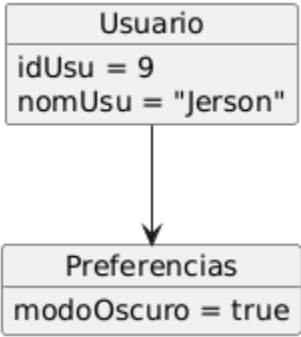 Usuario
idUsu = 9
nomUsu = "Jerson"
Preferencias
modoOscuro = true